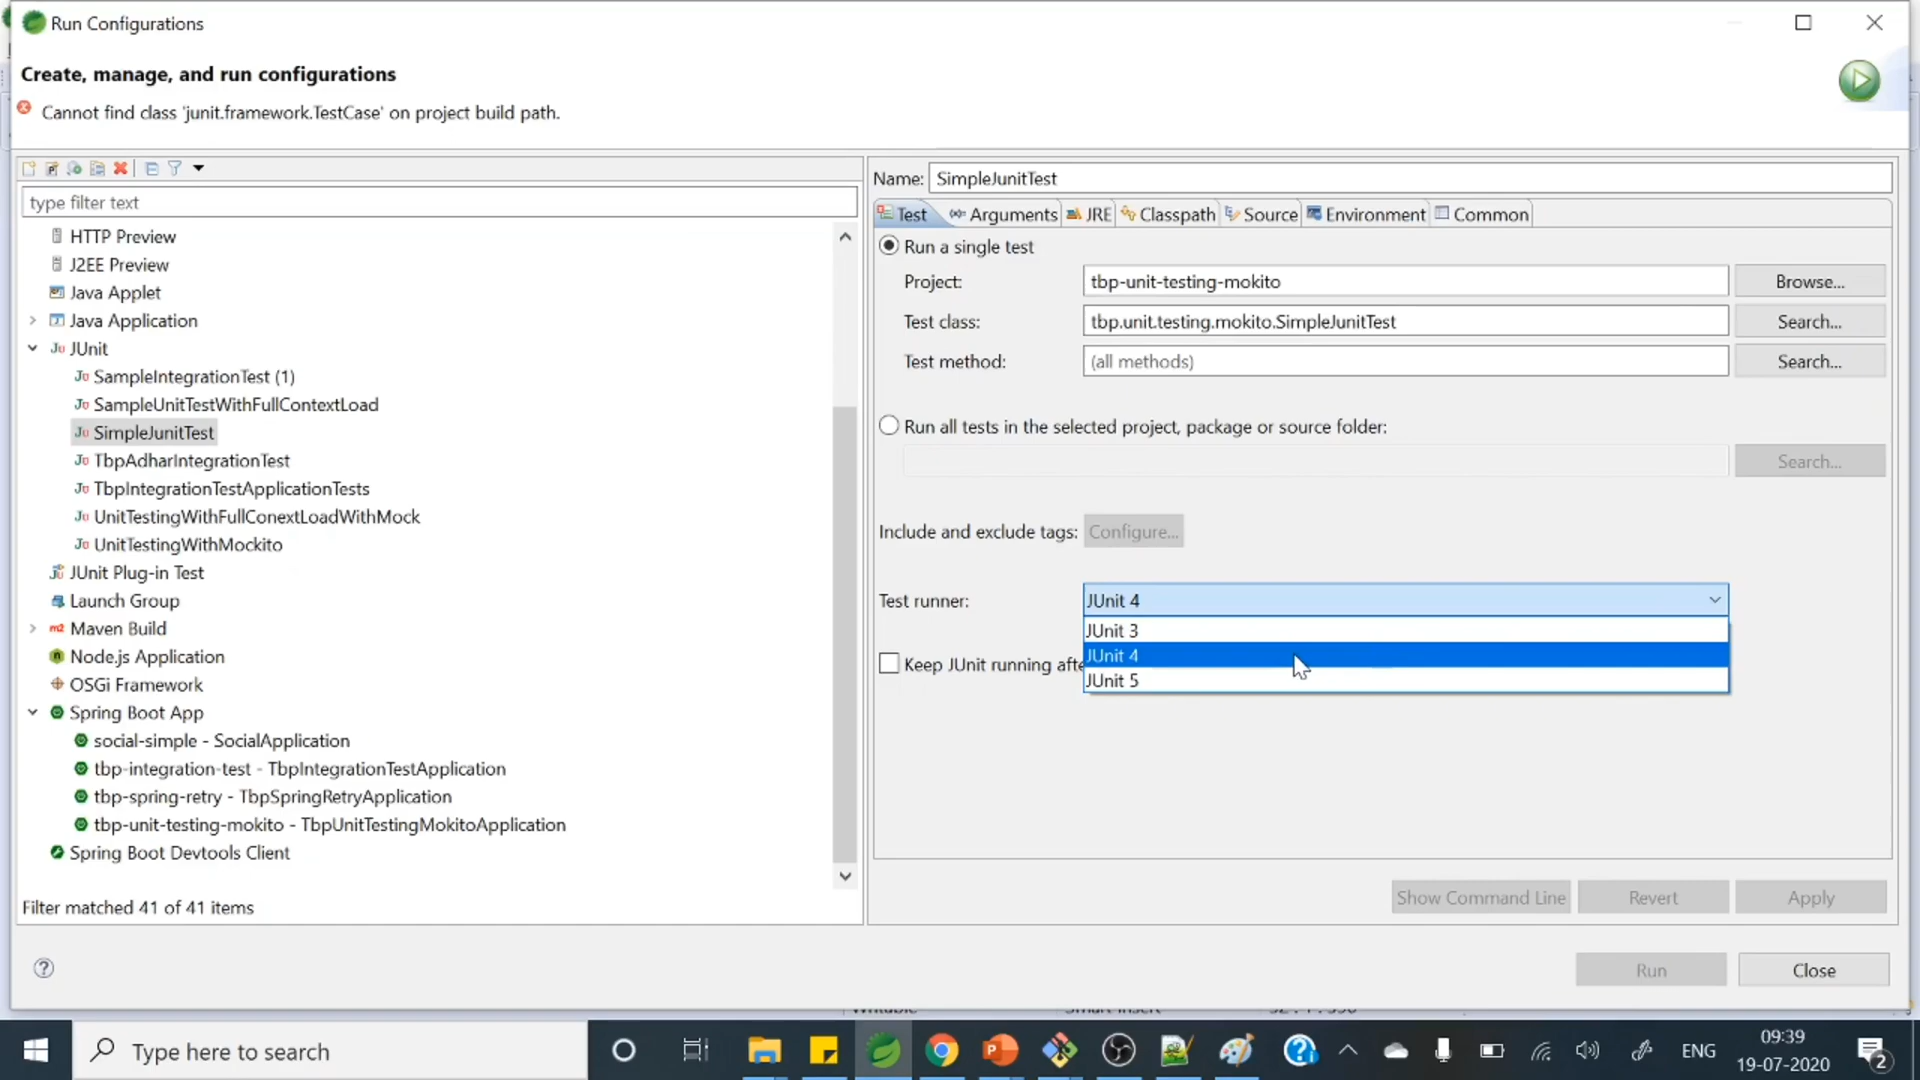 Run Configurations
Create, manage, and run configurations
Cannot find class 'junit.framework.TestCase' on project build path.
type filter text
HTTP Preview
J2EE Preview
Java Applet
Java Application
JUnit
SampleIntegrationTest (1)
SampleUnitTestWithFullContextLoad
SimpleJunitTest
TbpAdharIntegrationTest
TbpIntegrationTestApplicationTests
UnitTestingWithFullConextLoadWithMock
UnitTestingWithMockito
JUnit Plug-in Test
Launch Group
Maven Build
Node.js Application
OSGi Framework
Spring Boot App
social-simple - SocialApplication
tbp-integration-test - TbpIntegrationTestApplication
tbp-spring-retry - TbpSpringRetryApplication
tbp-unit-testing-mokito - TbpUnitTestingMokitoApplication
Spring Boot Devtools Client
Filter matched 41 of 41 items
Name: SimpleJunitTest
Test Arguments JRE Classpath Source Environment Common
Run a single test
Project: tbp-unit-testing-mokito Browse...
Test class: tbp.unit.testing.mokito.SimpleJunitTest Search...
Test method: (all methods) Search...
Run all tests in the selected project, package or source folder:
Search...
Include and exclude tags: Configure...
Test runner: JUnit 4
JUnit 3
JUnit 4
JUnit 5
Keep JUnit running afte
Show Command Line Revert Apply
Run Close
Type here to search
ENG
09:39
19-07-2020
2